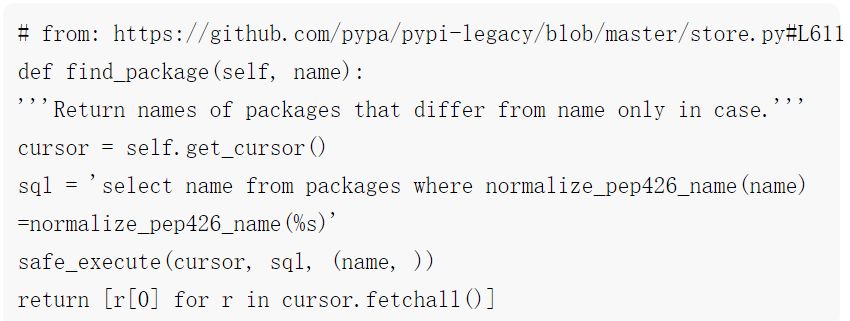 # from: https://github.com/pypa/pypi-legacy/blob/master/store.py#L611
def find_package(self, name):
'''Return names of packages that differ from name only in case.'''
cursor = self.get_cursor()
sql = 'select name from packages where normalize_pep426_name(name)
=normalize_pep426_name(%s)'
safe_execute(cursor, sql, (name, ))
return [r[0] for r in cursor.fetchall()]